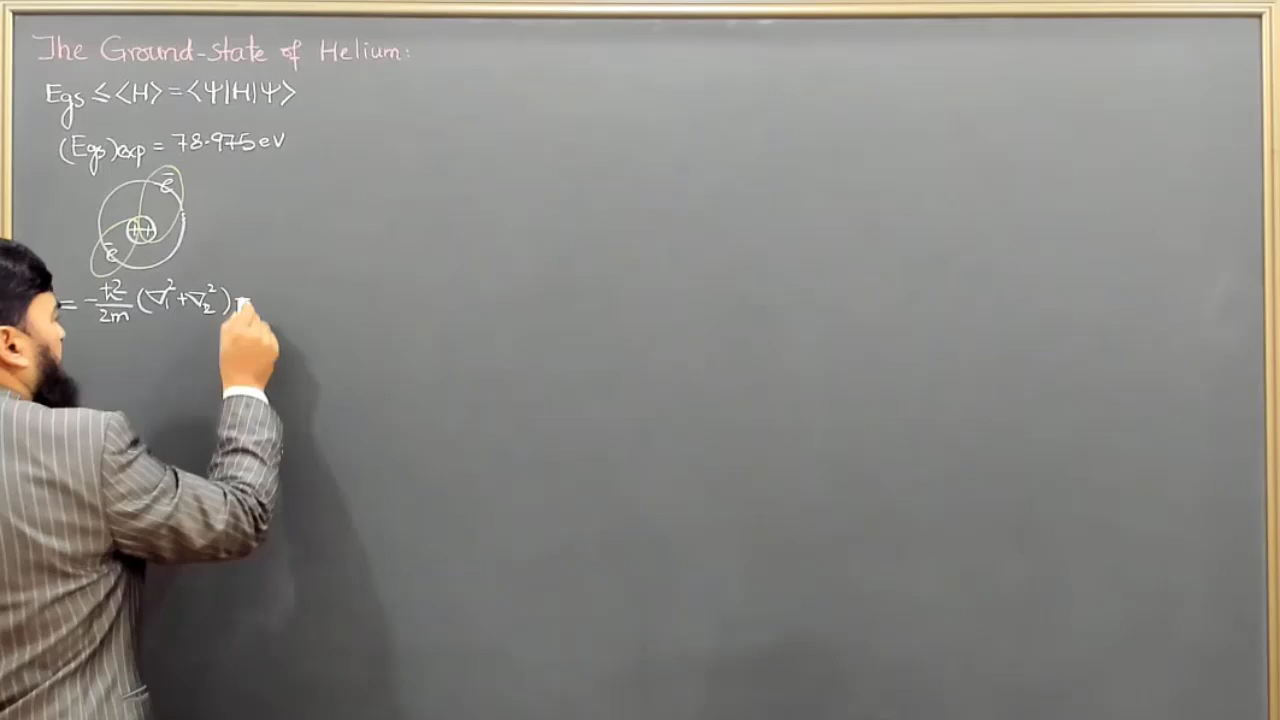 The Ground-state of Helium:
Egs ≤ <H> = <Ψ|H|Ψ>
(Egs)exp = 78.975 eV
e̅
++
e̅
= -ħ²/2m (∇₁² + ∇₂²) -